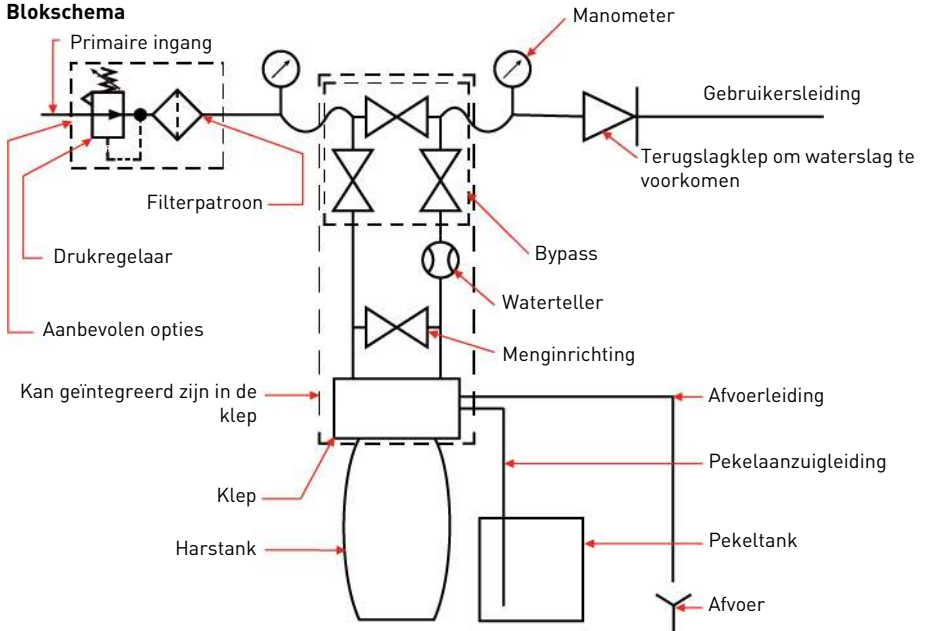 Blokschema
Primaire ingang
Manometer
Gebruikersleiding
Terugslagklep om waterslag te
voorkomen
Filterpatroon
Drukregelaar
Bypass
Waterteller
Aanbevolen opties
Menginrichting
Kan geïntegreerd zijn in de
klep
Afvoerleiding
Pekelaanzuigleiding
Klep
Harstank
Pekeltank
Afvoer